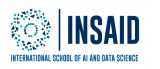 INSAID
INTERNATIONAL SCHOOL OF AI AND DATA SCIENCE